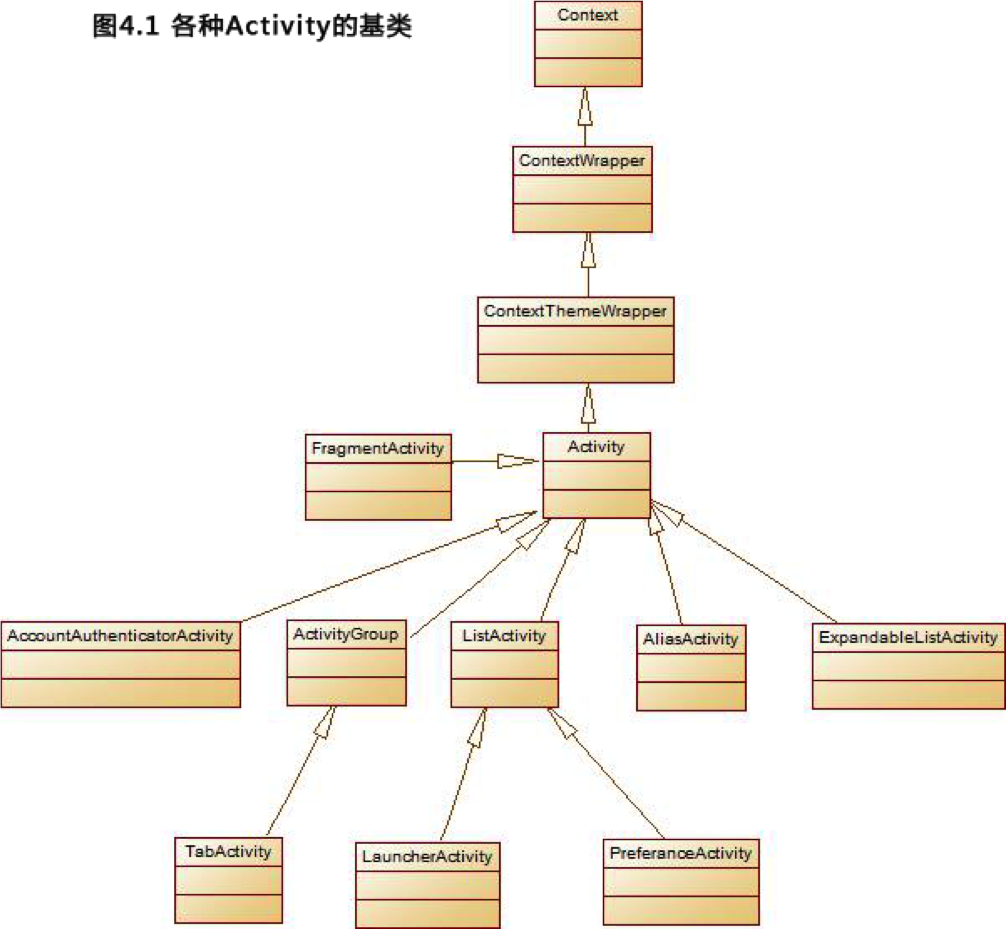 图4.1 各种Activity的基类
Context
ContextWrapper
ContextThemeWrapper
FragmentActivity
Activity
AccountAuthenticatorActivity
ActivityGroup
ListActivity
AliasActivity
ExpandableListActivity
TabActivity
LauncherActivity
PreferanceActivity